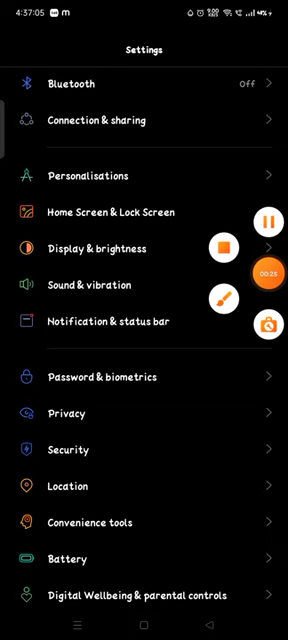 4:37:05 m 48%
Settings
Bluetooth Off
Connection & sharing
Personalisations
Home Screen & Lock Screen
Display & brightness
00:25
Sound & vibration
Notification & status bar
Password & biometrics
Privacy
Security
Location
Convenience tools
Battery
Digital Wellbeing & parental controls